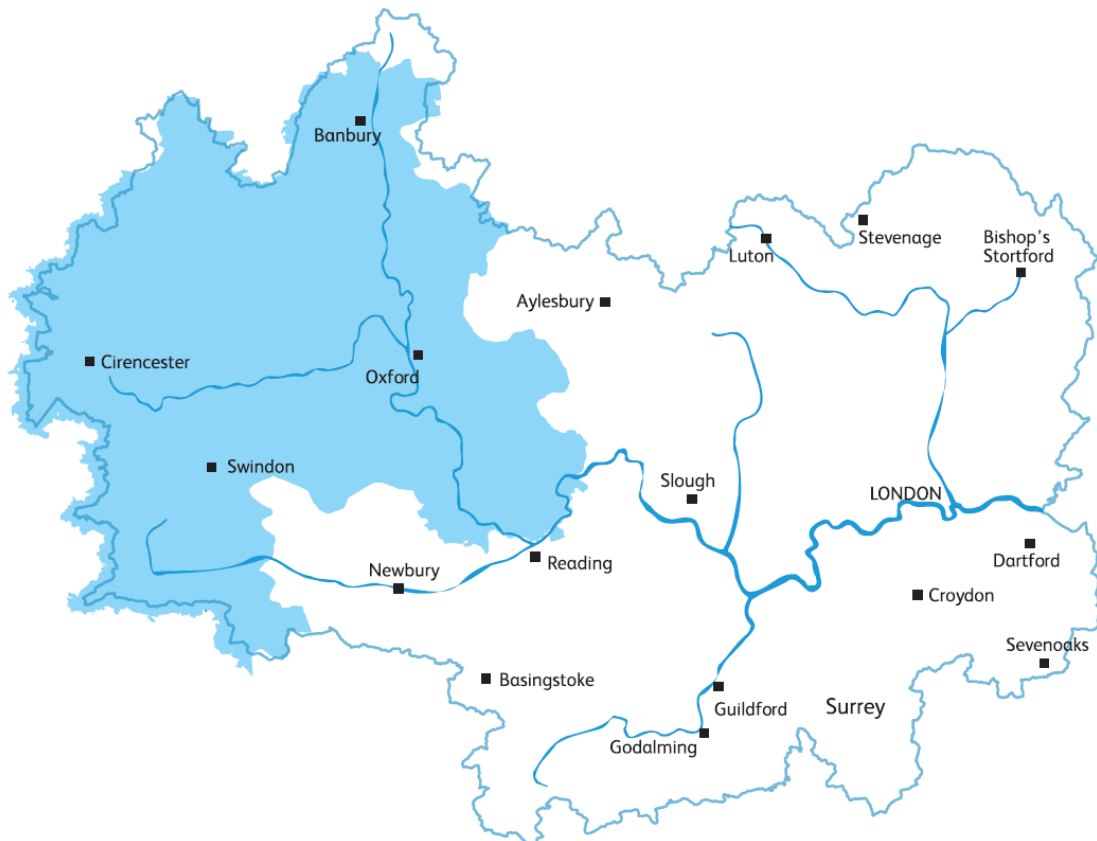 Banbury
Stevenage
Bishop's
Stortford
Luton
Aylesbury
Cirencester
Oxford
Swindon
Slough
LONDON
Reading
Dartford
Newbury
Croydon
Sevenoaks
Basingstoke
Guildford
Surrey
Godalming